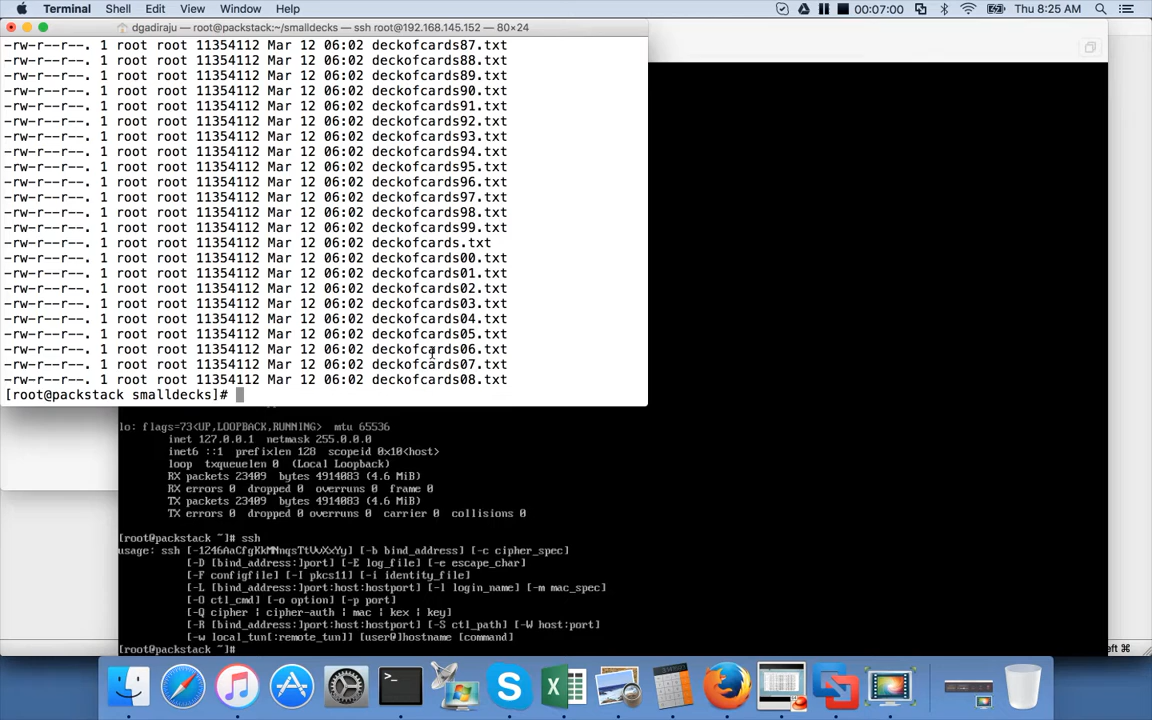 Terminal Shell Edit View Window Help 00:07:00 Thu 8:25 AM
dgadiraju — root@packstack:~/smalldecks — ssh root@192.168.145.152 — 80×24
-rw-r--r--. 1 root root 11354112 Mar 12 06:02 deckofcards87.txt
-rw-r--r--. 1 root root 11354112 Mar 12 06:02 deckofcards88.txt
-rw-r--r--. 1 root root 11354112 Mar 12 06:02 deckofcards89.txt
-rw-r--r--. 1 root root 11354112 Mar 12 06:02 deckofcards90.txt
-rw-r--r--. 1 root root 11354112 Mar 12 06:02 deckofcards91.txt
-rw-r--r--. 1 root root 11354112 Mar 12 06:02 deckofcards92.txt
-rw-r--r--. 1 root root 11354112 Mar 12 06:02 deckofcards93.txt
-rw-r--r--. 1 root root 11354112 Mar 12 06:02 deckofcards94.txt
-rw-r--r--. 1 root root 11354112 Mar 12 06:02 deckofcards95.txt
-rw-r--r--. 1 root root 11354112 Mar 12 06:02 deckofcards96.txt
-rw-r--r--. 1 root root 11354112 Mar 12 06:02 deckofcards97.txt
-rw-r--r--. 1 root root 11354112 Mar 12 06:02 deckofcards98.txt
-rw-r--r--. 1 root root 11354112 Mar 12 06:02 deckofcards99.txt
-rw-r--r--. 1 root root 11354112 Mar 12 06:02 deckofcards.txt
-rw-r--r--. 1 root root 11354112 Mar 12 06:02 deckofcards00.txt
-rw-r--r--. 1 root root 11354112 Mar 12 06:02 deckofcards01.txt
-rw-r--r--. 1 root root 11354112 Mar 12 06:02 deckofcards02.txt
-rw-r--r--. 1 root root 11354112 Mar 12 06:02 deckofcards03.txt
-rw-r--r--. 1 root root 11354112 Mar 12 06:02 deckofcards04.txt
-rw-r--r--. 1 root root 11354112 Mar 12 06:02 deckofcards05.txt
-rw-r--r--. 1 root root 11354112 Mar 12 06:02 deckofcards06.txt
-rw-r--r--. 1 root root 11354112 Mar 12 06:02 deckofcards07.txt
-rw-r--r--. 1 root root 11354112 Mar 12 06:02 deckofcards08.txt
[root@packstack smalldecks]#
lo: flags=73<UP,LOOPBACK,RUNNING> mtu 65536
inet 127.0.0.1 netmask 255.0.0.0
inet6 ::1 prefixlen 128 scopeid 0x10<host>
loop txqueuelen 0 (Local Loopback)
RX packets 23409 bytes 4914083 (4.6 MiB)
RX errors 0 dropped 0 overruns 0 frame 0
TX packets 23409 bytes 4914083 (4.6 MiB)
TX errors 0 dropped 0 overruns 0 carrier 0 collisions 0
[root@packstack ~]# ssh
usage: ssh [-1246AaCfgKkMNnqsTtVvXxYy] [-b bind_address] [-c cipher_spec]
[-D [bind_address:]port] [-E log_file] [-e escape_char]
[-F configfile] [-I pkcs11] [-i identity_file]
[-L [bind_address:]port:host:hostport] [-l login_name] [-m mac_spec]
[-O ctl_cmd] [-o option] [-p port]
[-Q cipher | cipher-auth | mac | kex | key]
[-R [bind_address:]port:host:hostport] [-S ctl_path] [-W host:port]
[-w local_tun[:remote_tun]] [user@]hostname [command]
[root@packstack ~]#
eft ⌘